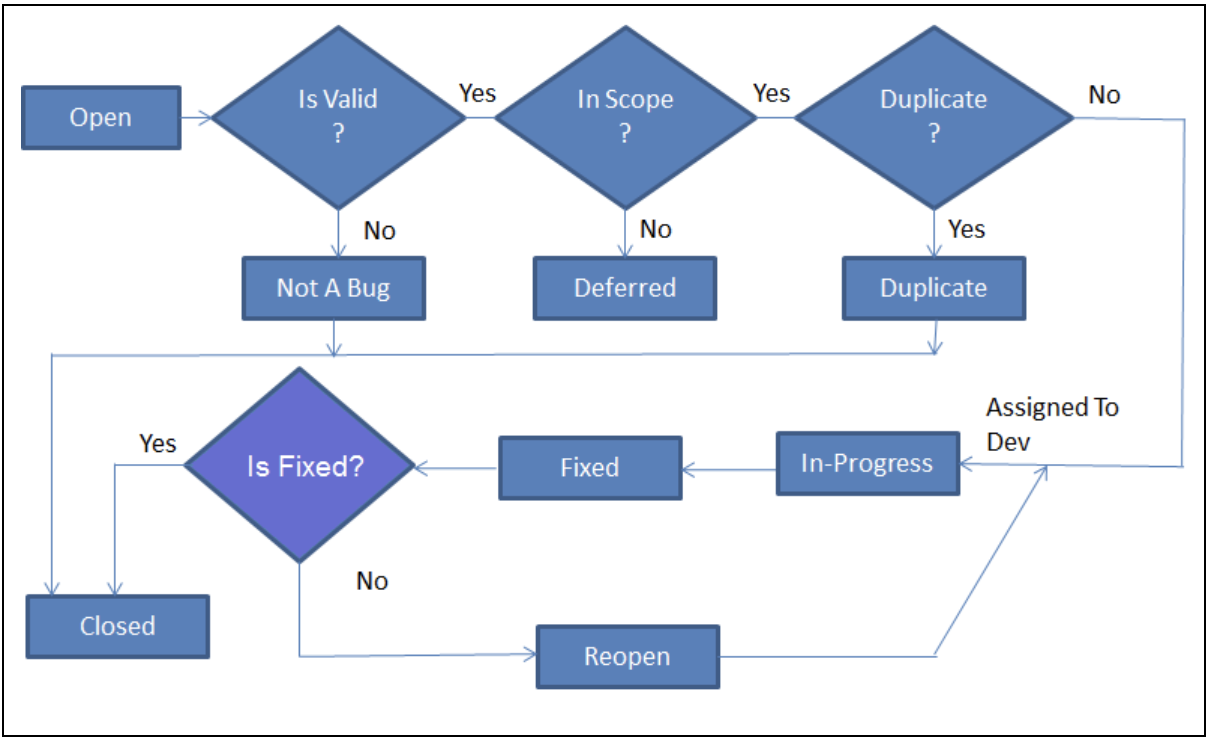 Open
Is Valid
?
Yes
In Scope
?
Yes
Duplicate
?
No
No
No
Yes
Not A Bug
Deferred
Duplicate
Assigned To
Dev
Yes
Is Fixed?
Fixed
In-Progress
No
Closed
Reopen